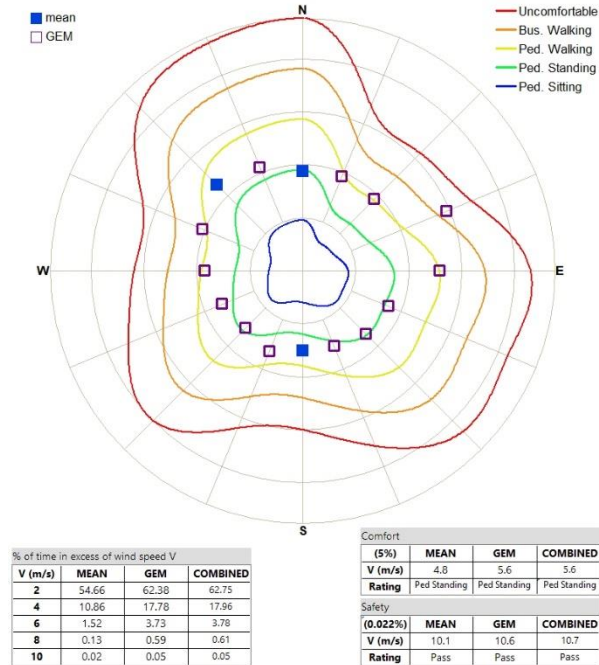 mean
GEM
N
Uncomfortable
Bus. Walking
Ped. Walking
Ped. Standing
Ped. Sitting
W
E
S
% of time in excess of wind speed V
V (m/s) MEAN GEM COMBINED
2 54.66 62.38 62.75
4 10.86 17.78 17.96
6 1.52 3.73 3.78
8 0.13 0.59 0.61
10 0.02 0.05 0.05
Comfort
(5%) MEAN GEM COMBINED
V (m/s) 4.8 5.6 5.6
Rating Ped Standing Ped Standing Ped Standing
Safety
(0.022%) MEAN GEM COMBINED
V (m/s) 10.1 10.6 10.7
Rating Pass Pass Pass